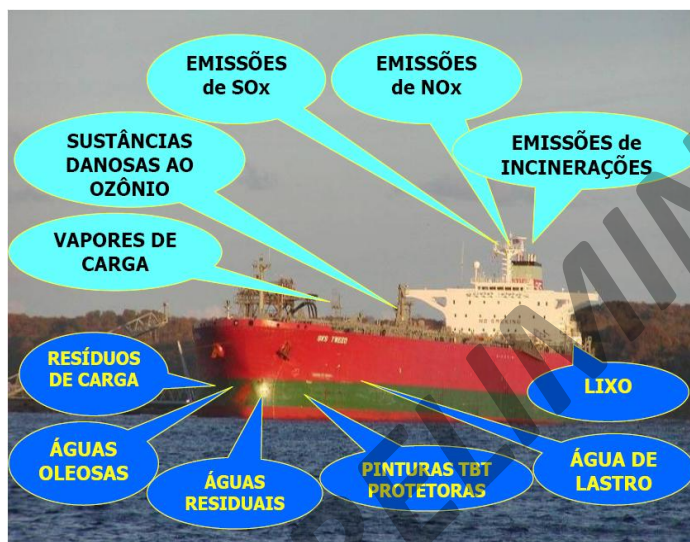 EMISSÕES
de SOx
EMISSÕES
de NOx
SUSTÂNCIAS
DANOSAS AO
OZÔNIO
EMISSÕES de
INCINERAÇÕES
VAPORES DE
CARGA
RESÍDUOS
DE CARGA
LIXO
ÁGUAS
OLEOSAS
ÁGUAS
RESIDUAIS
PINTURAS TBT
PROTETORAS
ÁGUA DE
LASTRO